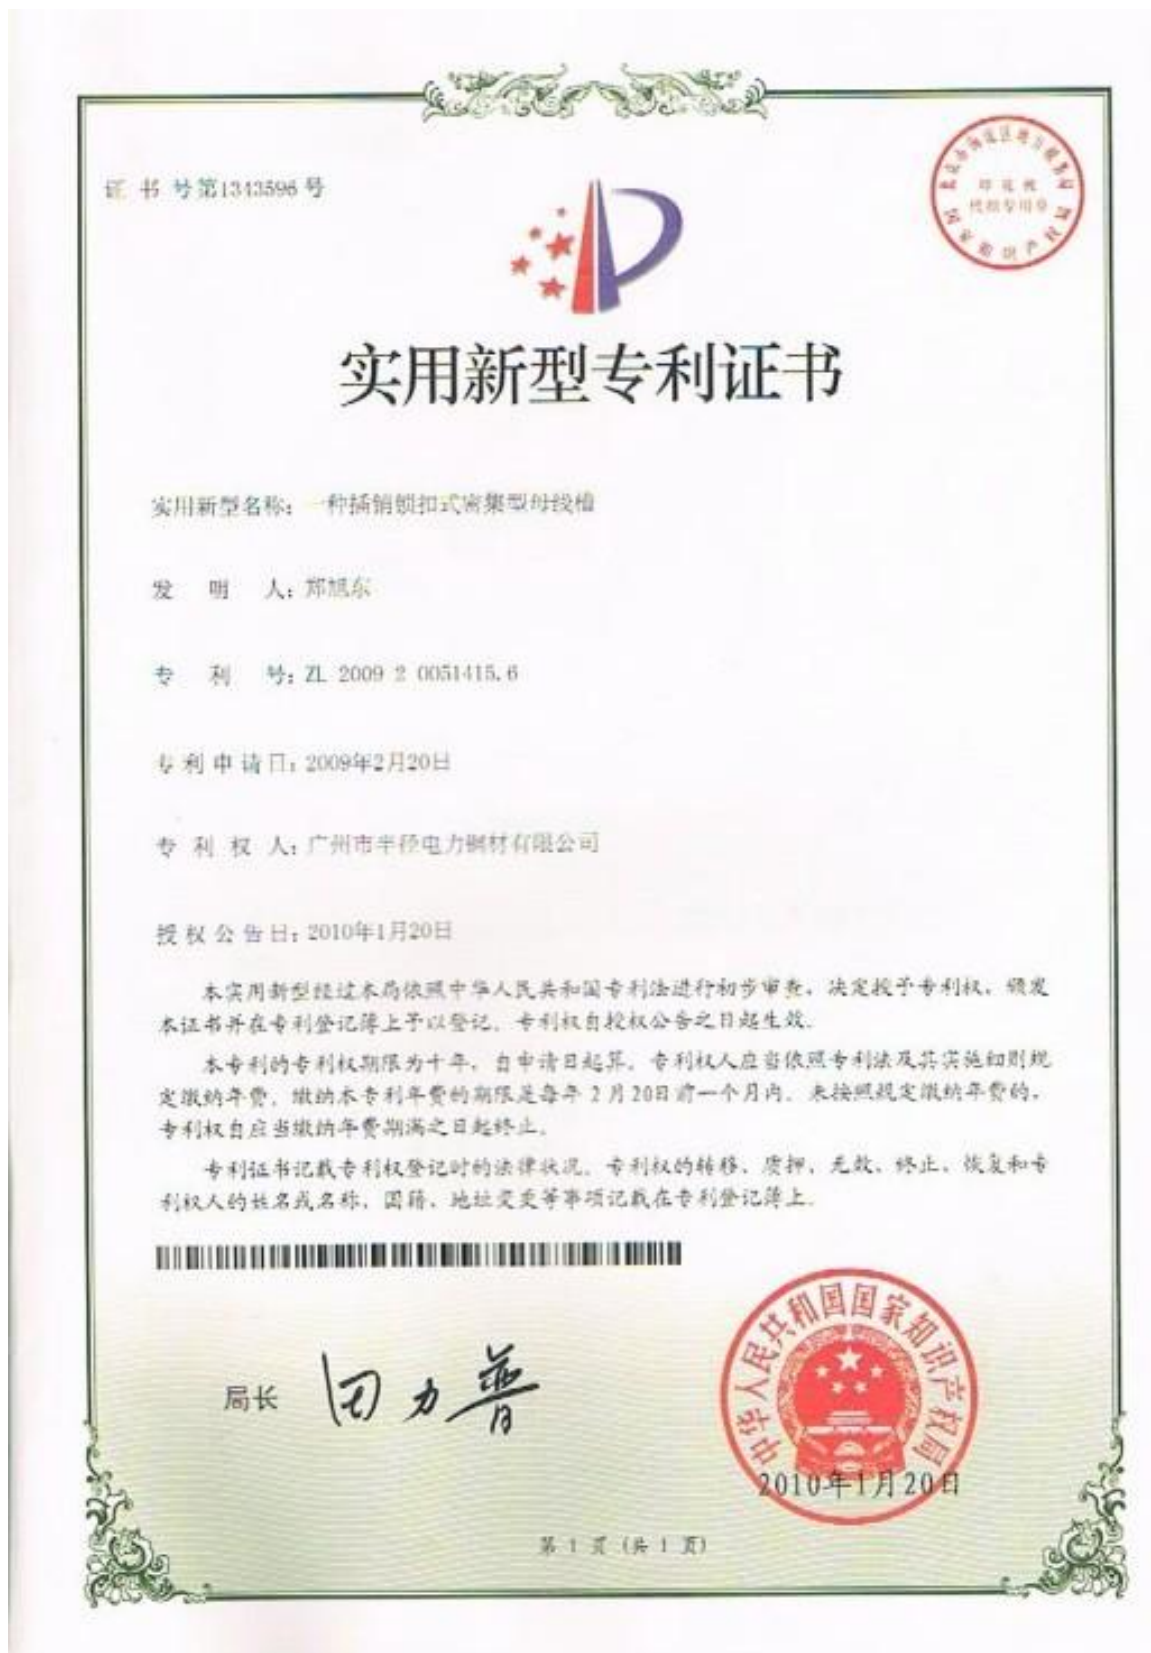 证书号第1343596号
实用新型专利证书
实用新型名称：一种插销锁扣式密集型母线槽
发明人：郑旭东
专利号：ZL 2009 2 0051415.6
专利申请日：2009年2月20日
专利权人：广州市半径电力铜材有限公司
授权公告日：2010年1月20日
本实用新型经过本局依照中华人民共和国专利法进行初步审查，决定授予专利权，颁发
本证书并在专利登记簿上予以登记。专利权自授权公告之日起生效。
本专利的专利权期限为十年，自申请日起算。专利权人应当依照专利法及其实施细则规
定缴纳年费。缴纳本专利年费的期限是每年2月20日前一个月内。未按照规定缴纳年费的，
专利权自应当缴纳年费期满之日起终止。
专利证书记载专利权登记时的法律状况。专利权的转移、质押、无效、终止、恢复和专
利权人的姓名或名称、国籍、地址变更等事项记载在专利登记簿上。
局长 田力普
中华人民共和国国家知识产权局
2010年1月20日
第 1 页 (共 1 页)